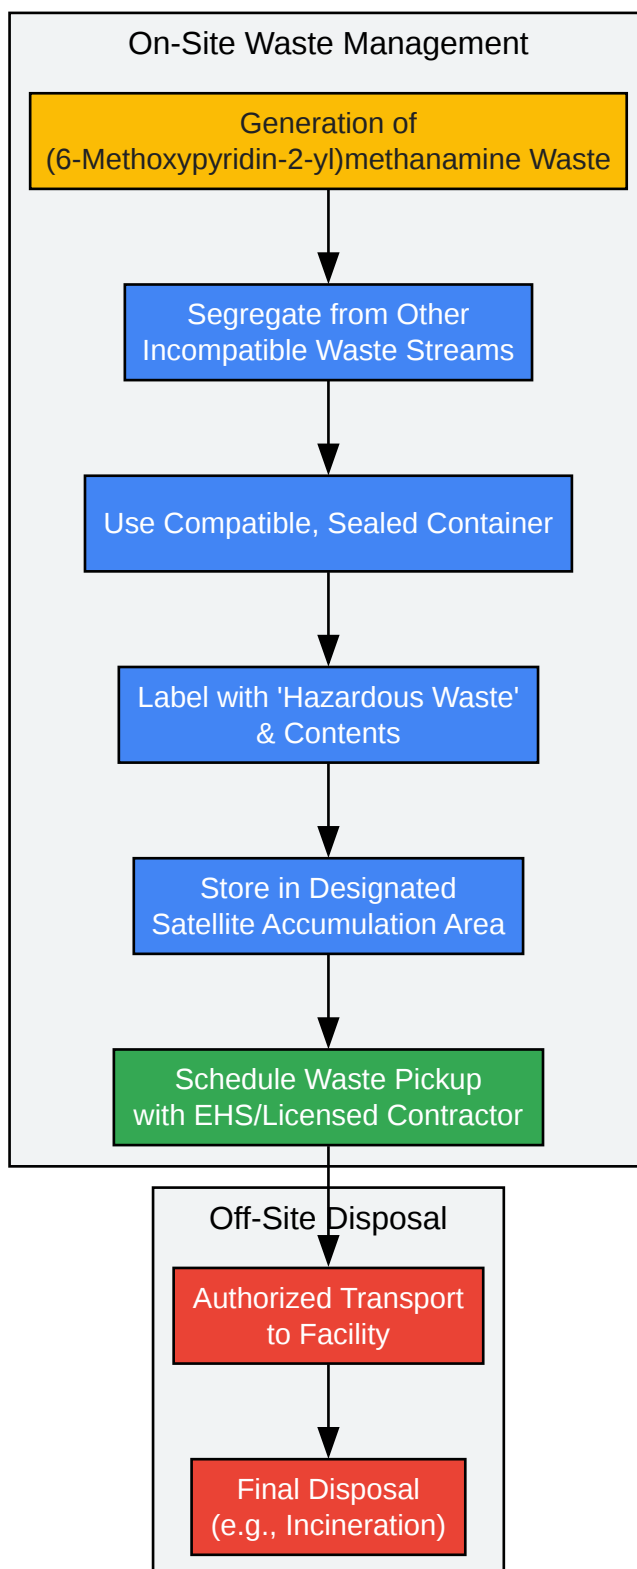 On-Site Waste Management
Generation of
(6-Methoxypyridin-2-yl)methanamine Waste
Segregate from Other
Incompatible Waste Streams
Use Compatible, Sealed Container
Label with 'Hazardous Waste'
& Contents
Store in Designated
Satellite Accumulation Area
Schedule Waste Pickup
with EHS/Licensed Contractor
Off-Site Disposal
Authorized Transport
to Facility
Final Disposal
(e.g., Incineration)